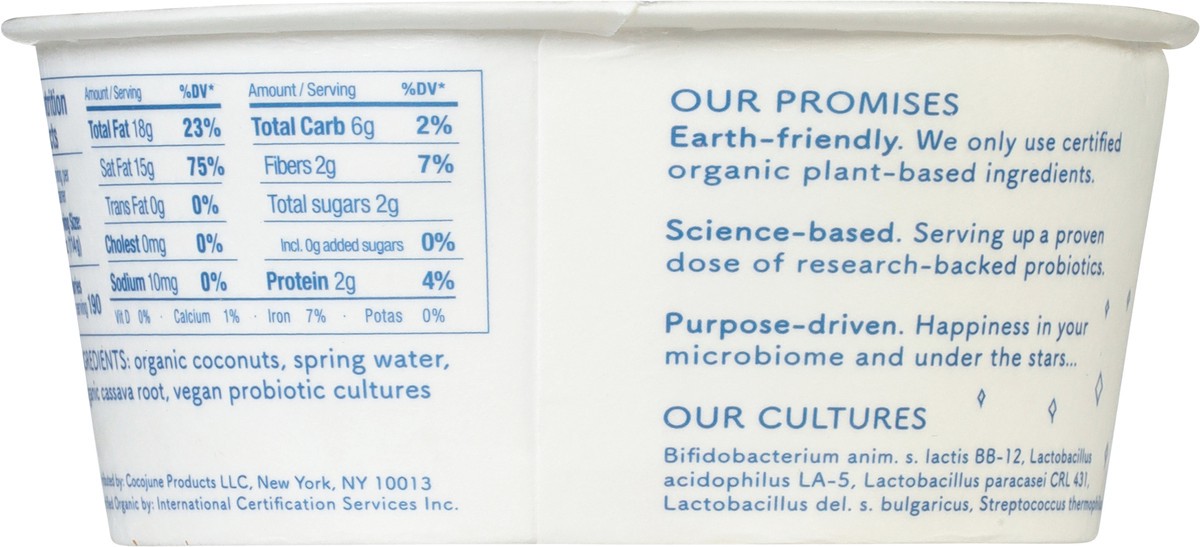 Amount / Serving %DV* Amount / Serving %DV*
Total Fat 18g 23% Total Carb 6g 2%
Sat Fat 15g 75% Fibers 2g 7%
Trans Fat 0g 0% Total sugars 2g
Cholest 0mg 0% Incl. 0g added sugars 0%
Sodium 10mg 0% Protein 2g 4%
190
Vit D 0% · Calcium 1% · Iron 7% · Potas 0%
organic coconuts, spring water,
cassava root, vegan probiotic cultures
by: Cocojune Products LLC, New York, NY 10013
Organic by: International Certification Services Inc.
OUR PROMISES
Earth-friendly. We only use certified
organic plant-based ingredients.
Science-based. Serving up a proven
dose of research-backed probiotics.
Purpose-driven. Happiness in your
microbiome and under the stars...
OUR CULTURES
Bifidobacterium anim. s. lactis BB-12, Lactobacillus
acidophilus LA-5, Lactobacillus paracasei CRL 431,
Lactobacillus del. s. bulgaricus, Streptococcus